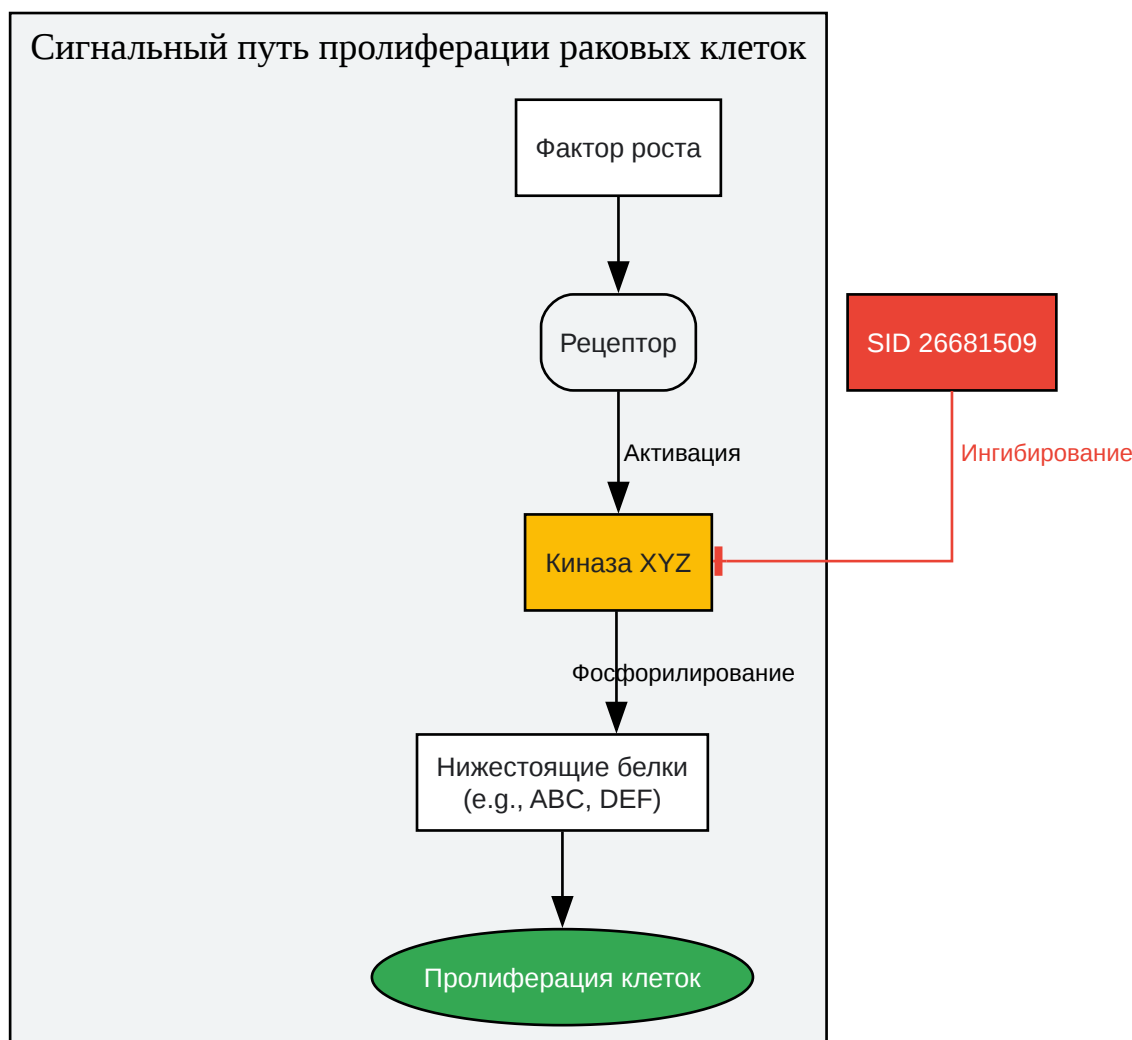 Сигнальный путь пролиферации раковых клеток
Фактор роста
Рецептор
SID 26681509
Активация
Ингибирование
Киназа XYZ
Фосфорилирование
Нижестоящие белки
(e.g., ABC, DEF)
Пролиферация клеток